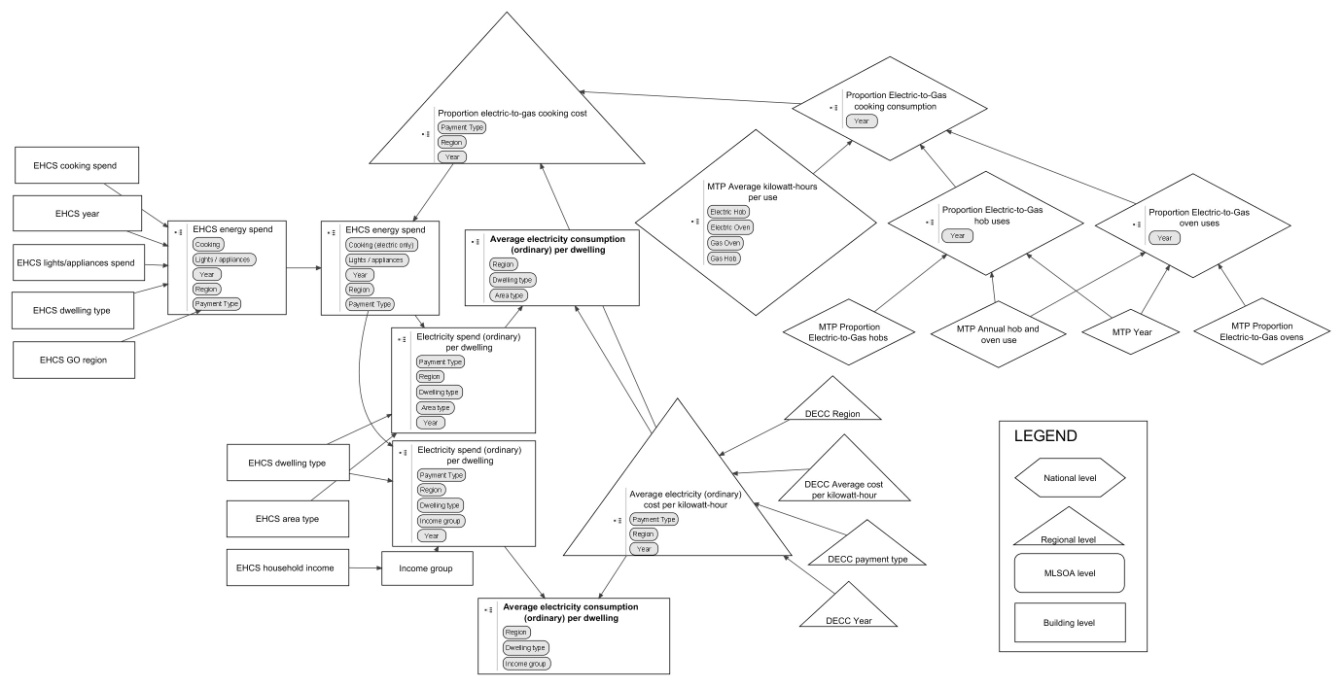 Proportion electric-to-gas cooking cost
Payment Type
Region
Year
Proportion Electric-to-Gas
cooking consumption
Year
MTP Average kilowatt-hours
per use
Electric Hob
Electric Oven
Gas Oven
Gas Hob
Proportion Electric-to-Gas
hob uses
Year
Proportion Electric-to-Gas
oven uses
Year
EHCS cooking spend
EHCS year
EHCS lights/appliances spend
EHCS dwelling type
EHCS GO region
EHCS energy spend
Cooking
Lights / appliances
Year
Region
Payment Type
EHCS energy spend
Cooking (electric only)
Lights / appliances
Year
Region
Payment Type
Average electricity consumption
(ordinary) per dwelling
Region
Dwelling type
Area type
MTP Proportion
Electric-to-Gas hobs
MTP Annual hob and
oven use
MTP Year
MTP Proportion
Electric-to-Gas ovens
Electricity spend (ordinary)
per dwelling
Payment Type
Region
Dwelling type
Area type
Year
EHCS dwelling type
EHCS area type
EHCS household income
Income group
Electricity spend (ordinary)
per dwelling
Payment Type
Region
Dwelling type
Income group
Year
Average electricity (ordinary)
cost per kilowatt-hour
Payment Type
Region
Year
DECC Region
DECC Average cost
per kilowatt-hour
DECC payment type
DECC Year
Average electricity consumption
(ordinary) per dwelling
Region
Dwelling type
Income group
LEGEND
National level
Regional level
MLSOA level
Building level